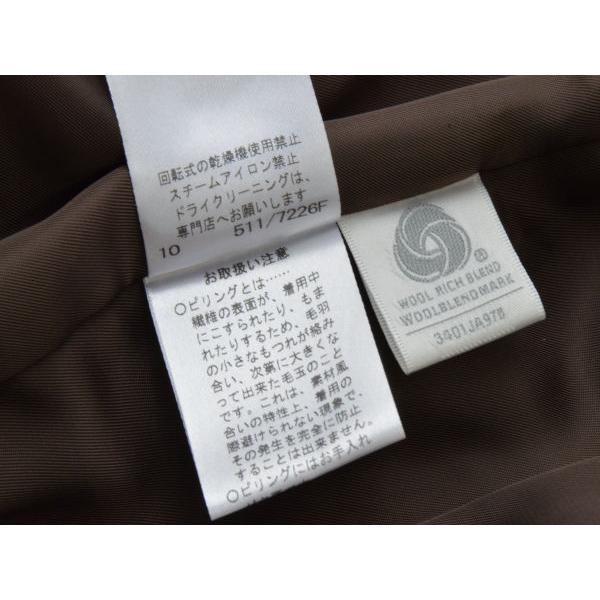 回転式の乾燥機使用禁止
スチームアイロン禁止
ドライクリーニングは、
専門店へお願いします
10 511/7226F
お取扱い注意
○ピリングとは……
繊維の表面が、着用中
にこすられたり、もま
れたりするため、毛羽
の小さなもつれが絡み
合い、次第に大きくな
って出来た毛玉のこと
です。これは、素材風
合いの特性上、着用の
際避けられない現象で、
その発生を完全に防止
することは出来ません。
○ピリングにはお手入れ
WOOL RICH BLEND
WOOLBLENDMARK
3401JA978